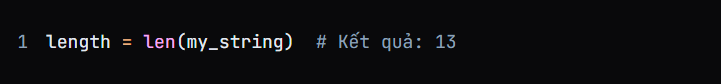 1 length = len(my_string)  # Kết quả: 13